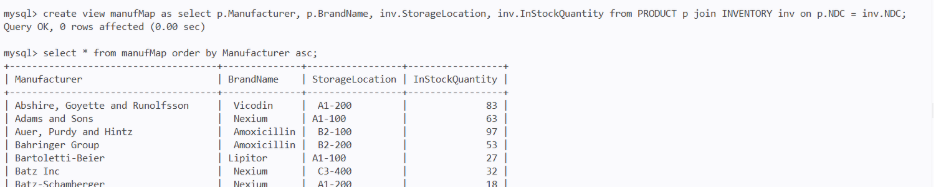 mysql> create view manufMap as select p.Manufacturer, p.BrandName, inv.StorageLocation, inv.InStockQuantity from PRODUCT p join INVENTORY inv on p.NDC = inv.NDC;
Query OK, 0 rows affected (0.00 sec)
mysql> select * from manufMap order by Manufacturer asc;
+-----------------------------------+--------------+-----------------+-----------------+
| Manufacturer | BrandName | StorageLocation | InStockQuantity |
+-----------------------------------+--------------+-----------------+-----------------+
| Abshire, Goyette and Runolfsson | Vicodin | A1-200 | 83 |
| Adams and Sons | Nexium | A1-100 | 63 |
| Auer, Purdy and Hintz | Amoxicillin | B2-100 | 97 |
| Bahringer Group | Amoxicillin | B2-200 | 53 |
| Bartoletti-Beier | Lipitor | A1-100 | 27 |
| Batz Inc | Nexium | C3-400 | 32 |
| Batz-Schamberger | Nexium | A1-200 | 18 |